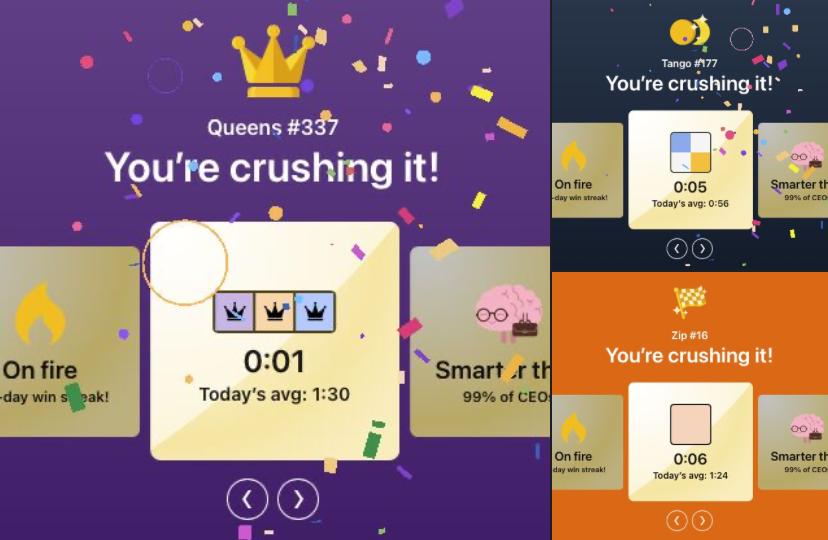 Queens #337
You're crushing it!
On fire
-day win streak!
0:01
Today's avg: 1:30
Smarter th
99% of CEOs
Tango #177
You're crushing it!
On fire
-day win streak!
0:05
Today's avg: 0:56
Smarter th
99% of CEOs
Zip #16
You're crushing it!
On fire
day win streak!
0:06
Today's avg: 1:24
Smarter th
99% of CEOs